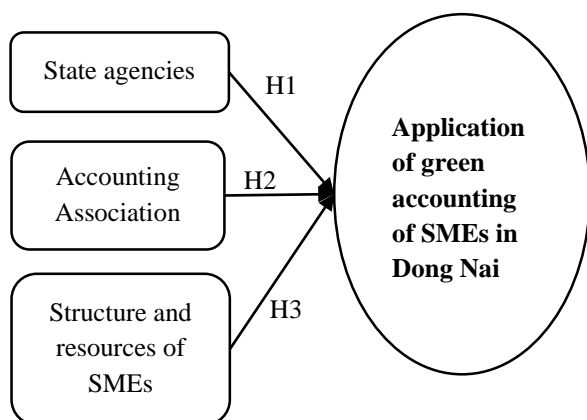 State agencies
H1
Accounting
Association
H2
Structure and
resources of
SMEs
H3
Application
of green
accounting
of SMEs in
Dong Nai